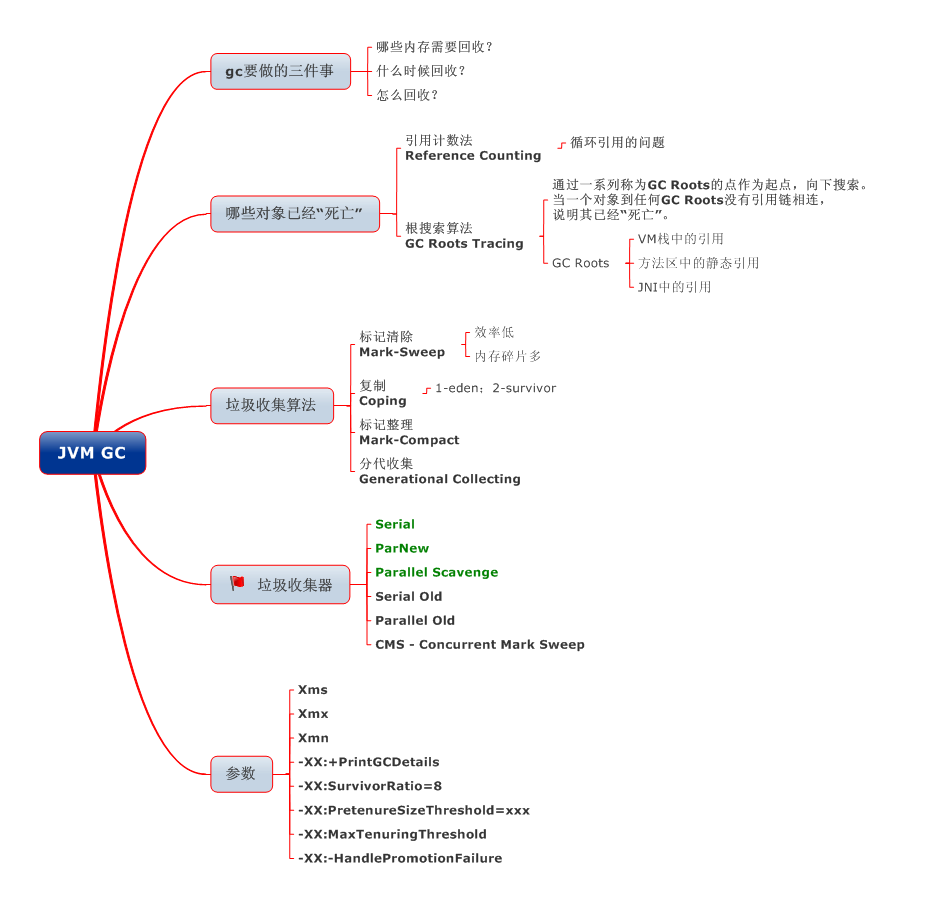 JVM GC
gc要做的三件事
哪些内存需要回收？
什么时候回收？
怎么回收？
哪些对象已经“死亡”
引用计数法
Reference Counting
循环引用的问题
根搜索算法
GC Roots Tracing
通过一系列称为GC Roots的点作为起点，向下搜索。
当一个对象到任何GC Roots没有引用链相连，
说明其已经“死亡”。
GC Roots
VM栈中的引用
方法区中的静态引用
JNI中的引用
垃圾收集算法
标记清除
Mark-Sweep
效率低
内存碎片多
复制
Coping
1-eden；2-survivor
标记整理
Mark-Compact
分代收集
Generational Collecting
垃圾收集器
Serial
ParNew
Parallel Scavenge
Serial Old
Parallel Old
CMS - Concurrent Mark Sweep
参数
Xms
Xmx
Xmn
-XX:+PrintGCDetails
-XX:SurvivorRatio=8
-XX:PretenureSizeThreshold=xxx
-XX:MaxTenuringThreshold
-XX:-HandlePromotionFailure